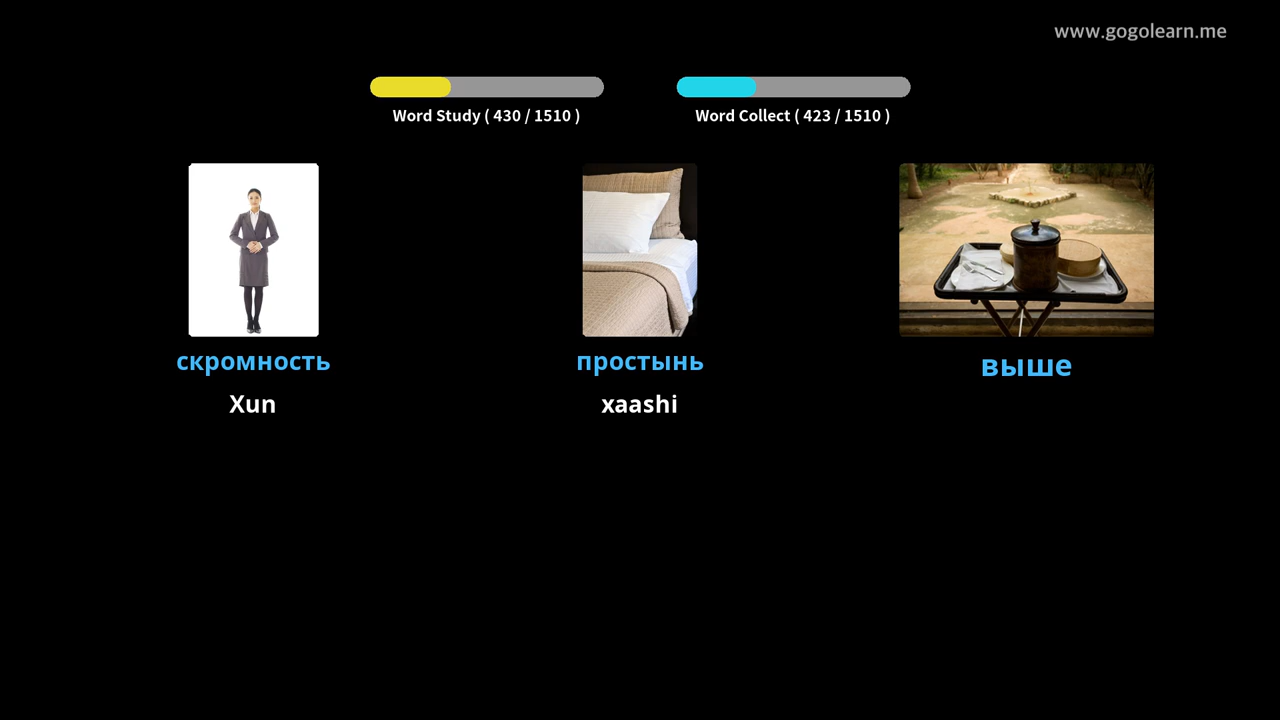 www.gogolearn.me
Word Study ( 430 / 1510 )
Word Collect ( 423 / 1510 )
скромность
простынь
выше
Xun
xaashi